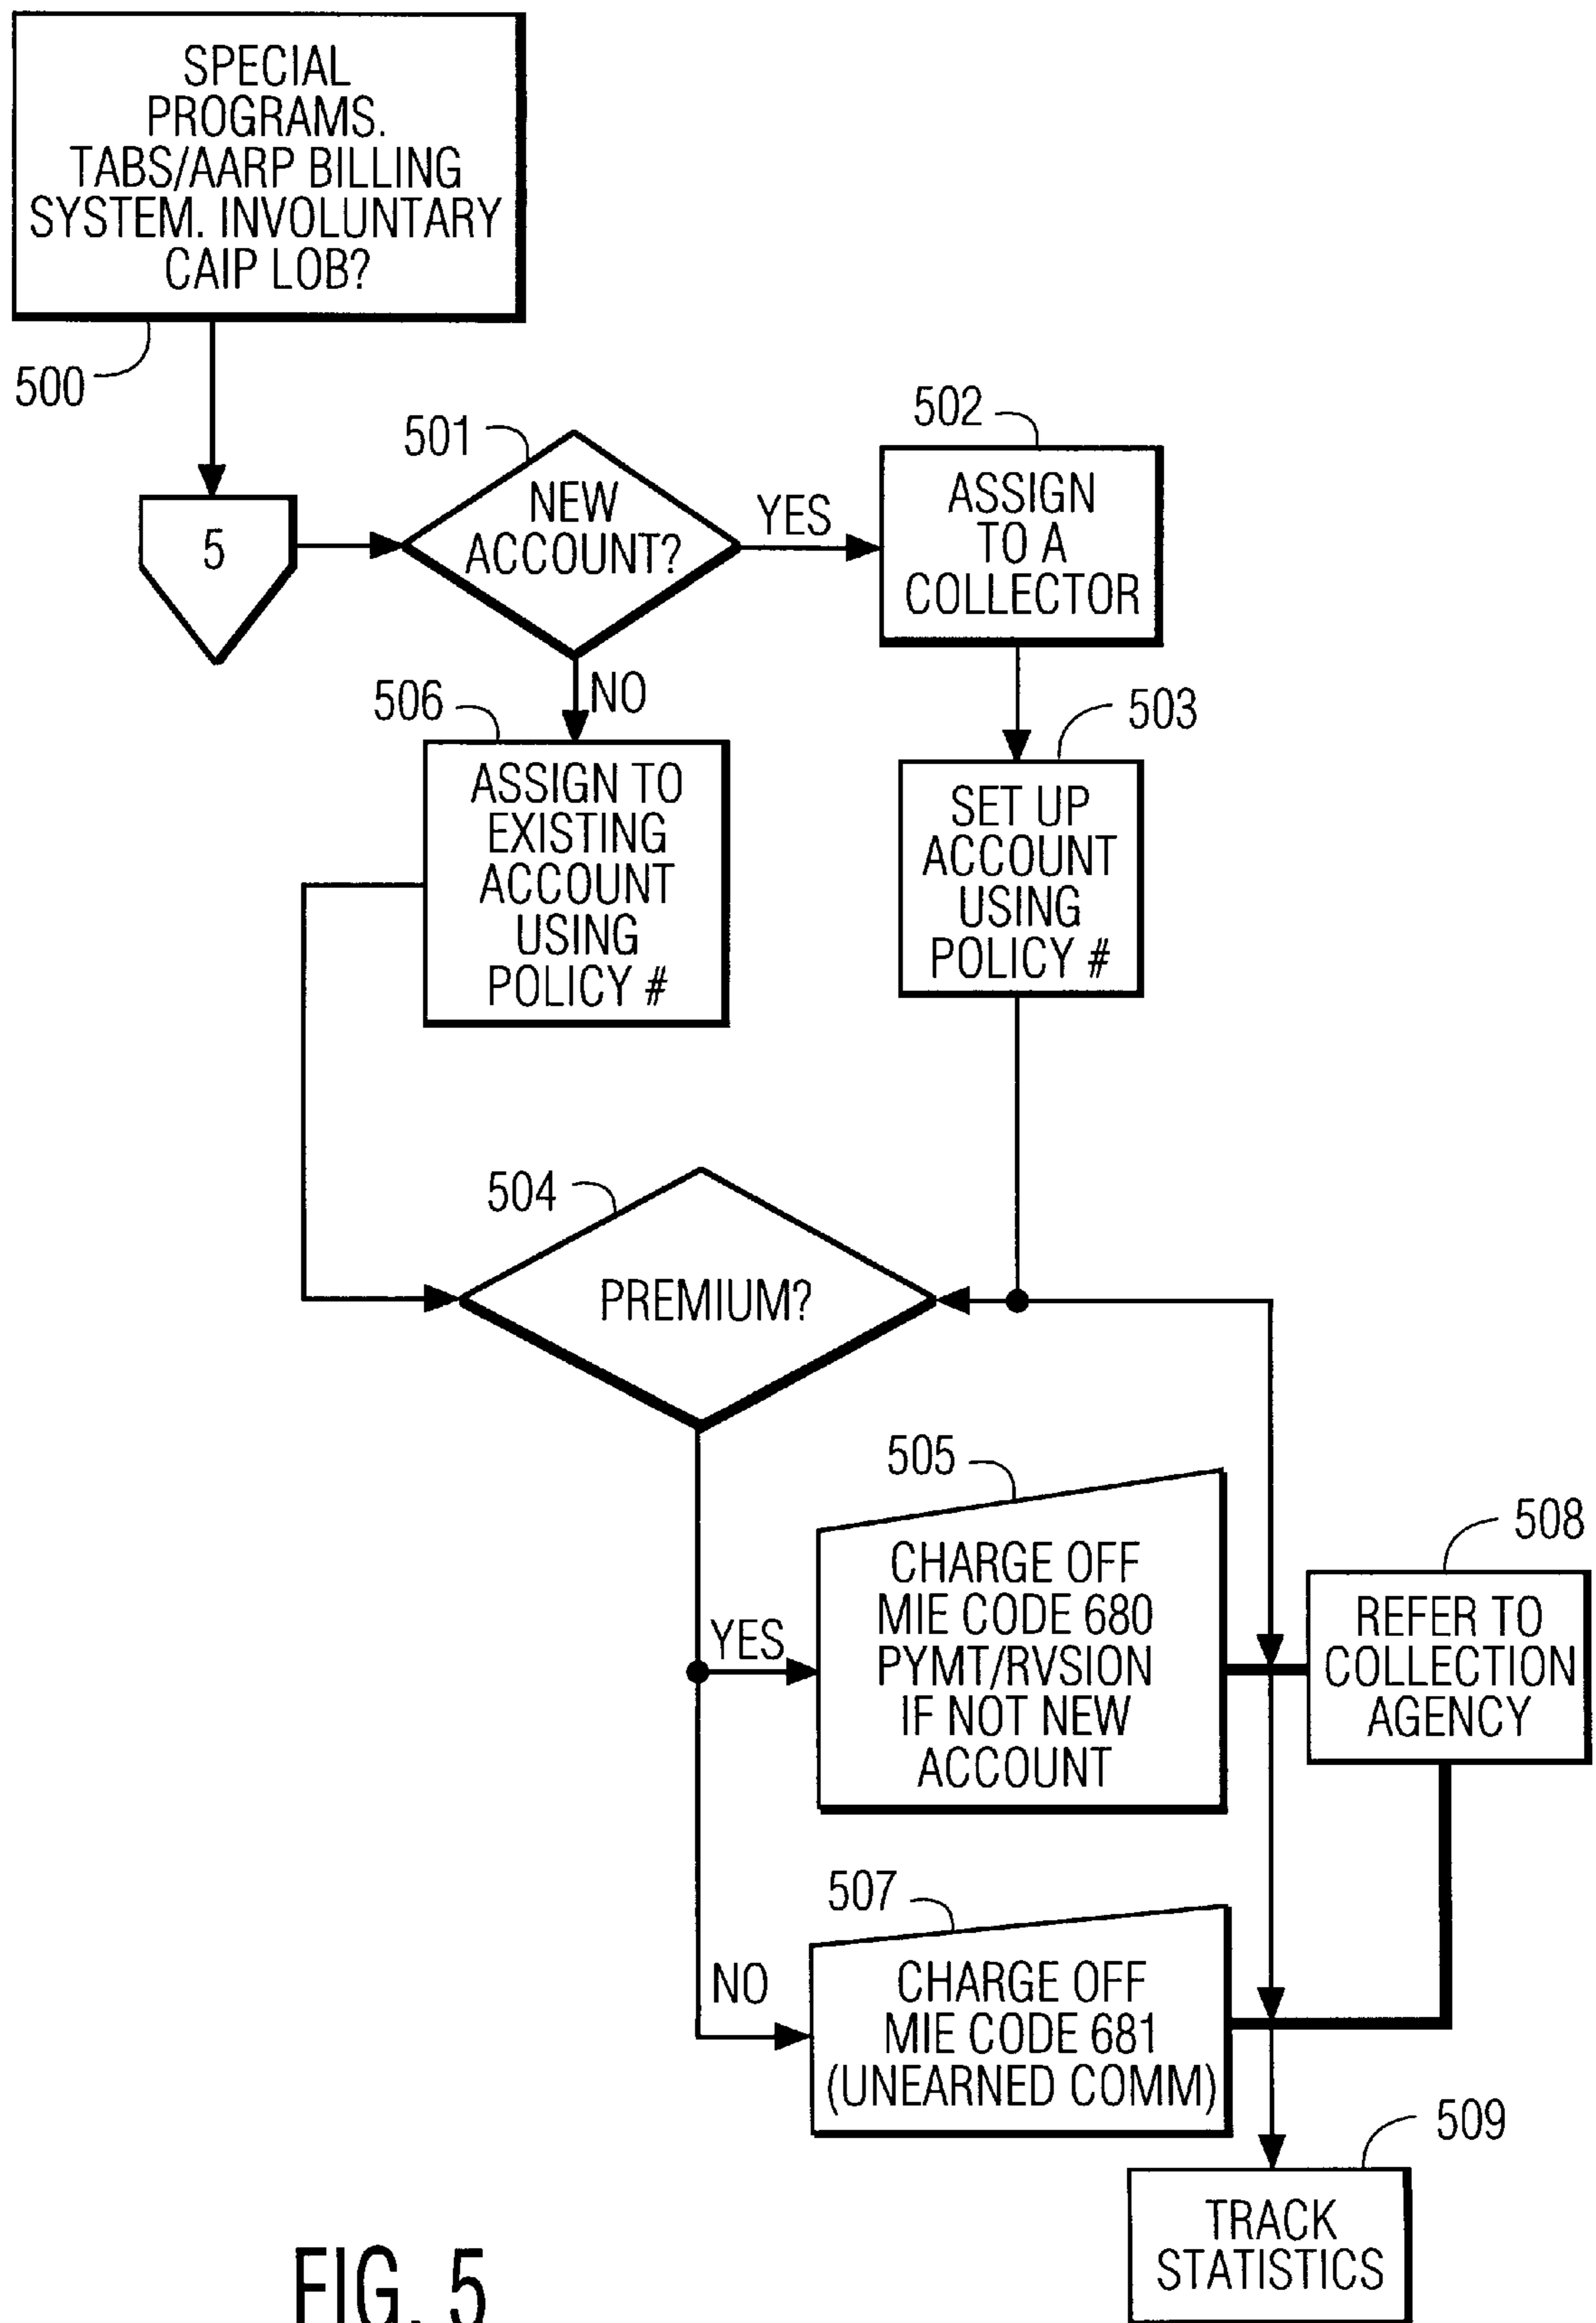 SPECIAL
PROGRAMS.
TABS/AARP BILLING
SYSTEM. INVOLUNTARY
CAIP LOB?
500
5
501
NEW
ACCOUNT?
YES
502
ASSIGN
TO A
COLLECTOR
NO
506
ASSIGN TO
EXISTING
ACCOUNT
USING
POLICY #
503
SET UP
ACCOUNT
USING
POLICY #
504
PREMIUM?
505
YES
CHARGE OFF
MIE CODE 680
PYMT/RVSION
IF NOT NEW
ACCOUNT
508
REFER TO
COLLECTION
AGENCY
507
NO
CHARGE OFF
MIE CODE 681
(UNEARNED COMM)
509
TRACK
STATISTICS
FIG. 5